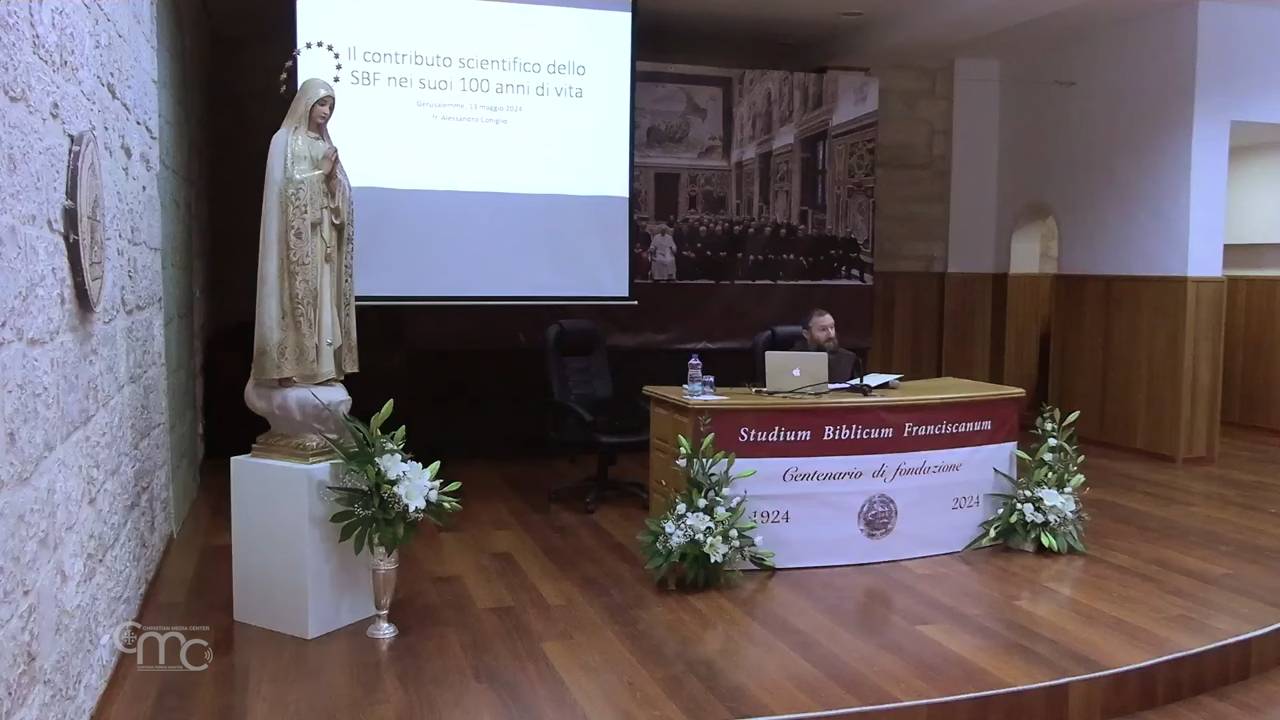 Il contributo scientifico dello
SBF nei suoi 100 anni di vita
Gerusalemme, 13 maggio 2024
fr. Alessandro Coniglio
Studium Biblicum Franciscanum
Centenario di fondazione
1924
2024
CHRISTIAN MEDIA CENTER
CMC